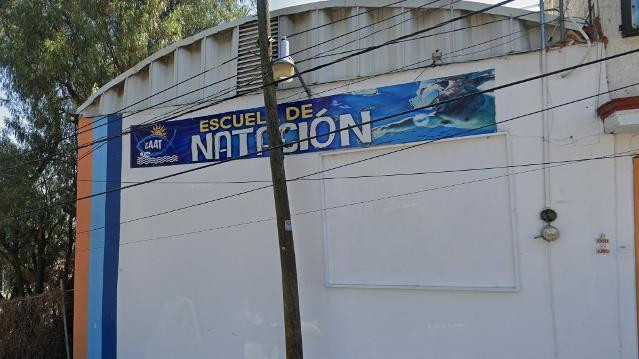 ESCUELA DE
NATACIÓN
CAAT